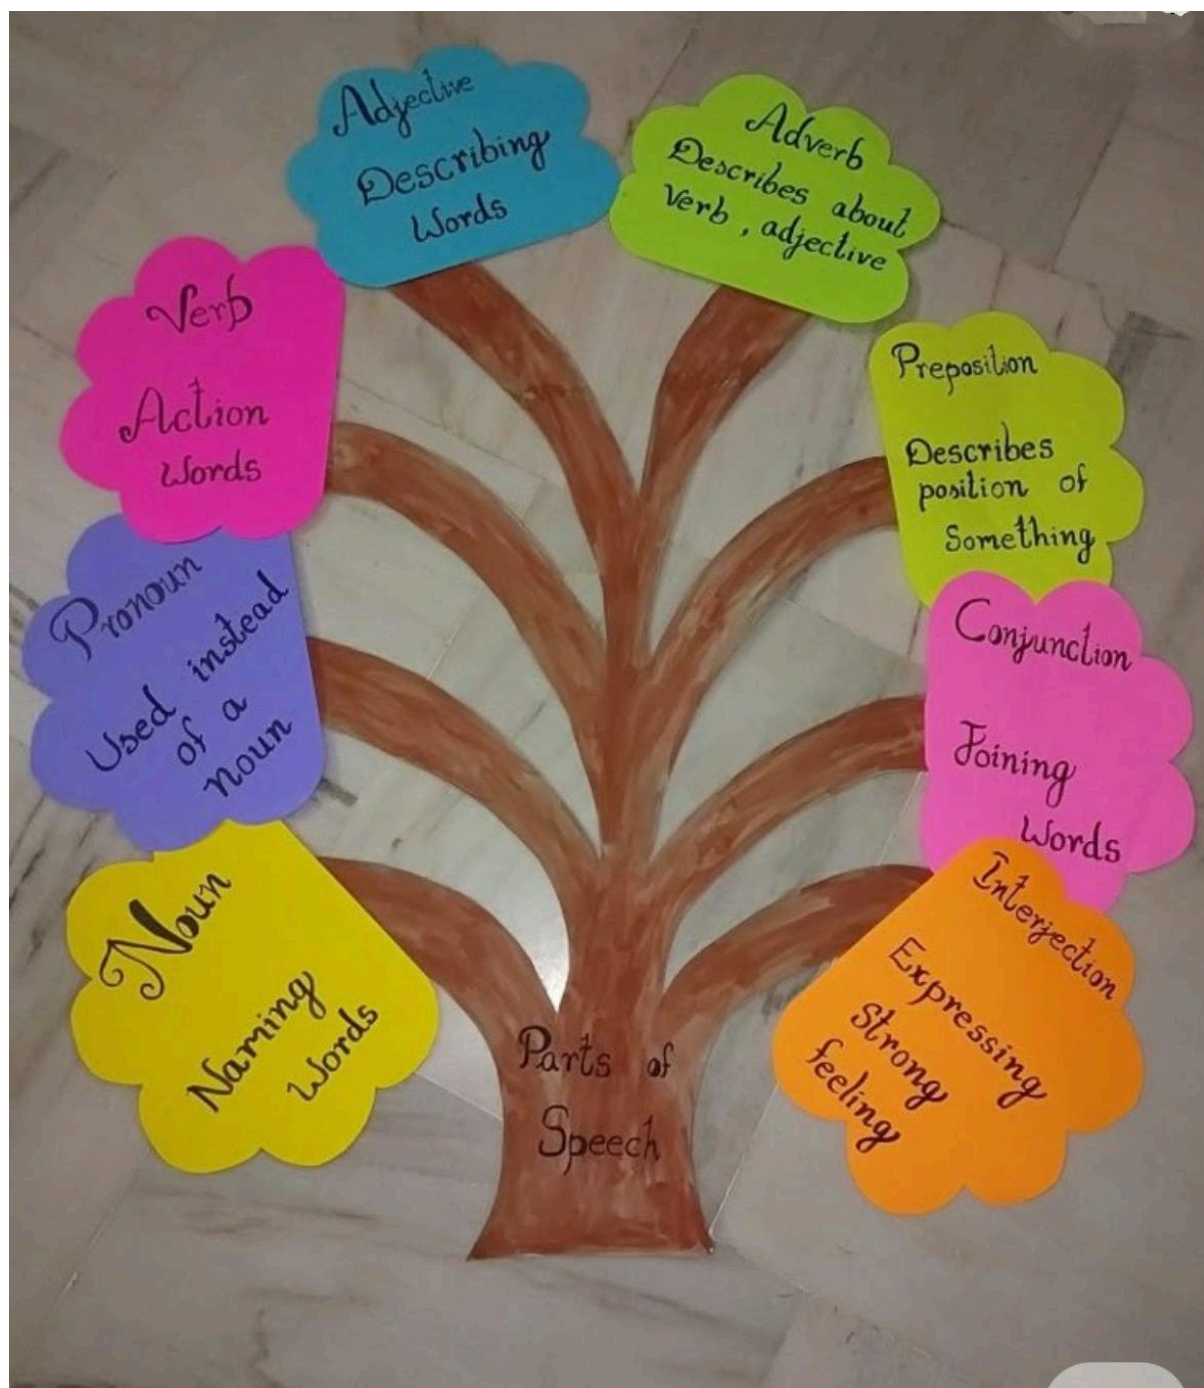 Adjective
Describing
Words
Adverb
Describes about
Verb , adjective
Verb
Action
Words
Preposition
Describes
position of
Something
Pronoun
Used instead
of a
noun
Conjunction
Joining
Words
Noun
Naming
Words
Interjection
Expressing
Strong
feeling
Parts of
Speech